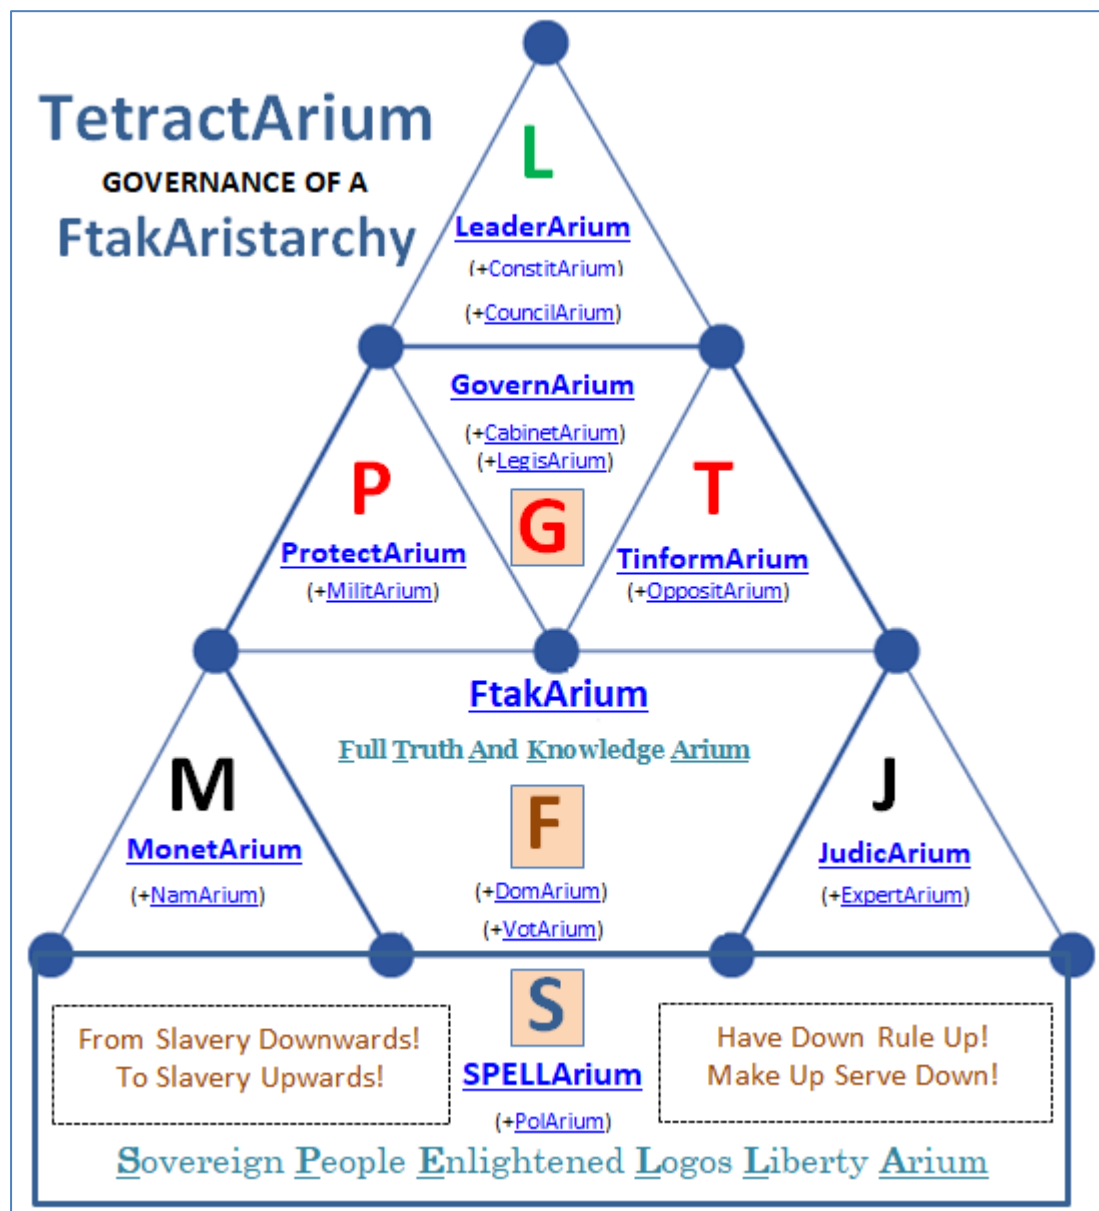 TetractArium
GOVERNANCE OF A
FtakAristarchy
L
LeaderArium
(+ConstitArium)
(+CouncilArium)
GovernArium
(+CabinetArium)
(+LegisArium)
P
G
T
ProtectArium
(+MilitArium)
TinformArium
(+OppositArium)
FtakArium
Full Truth And Knowledge Arium
M
MonetArium
(+NamArium)
F
(+DomArium)
(+VotArium)
J
JudicArium
(+ExpertArium)
From Slavery Downwards!
To Slavery Upwards!
S
SPELLArium
(+PolArium)
Have Down Rule Up!
Make Up Serve Down!
Sovereign People Enlightened Logos Liberty Arium